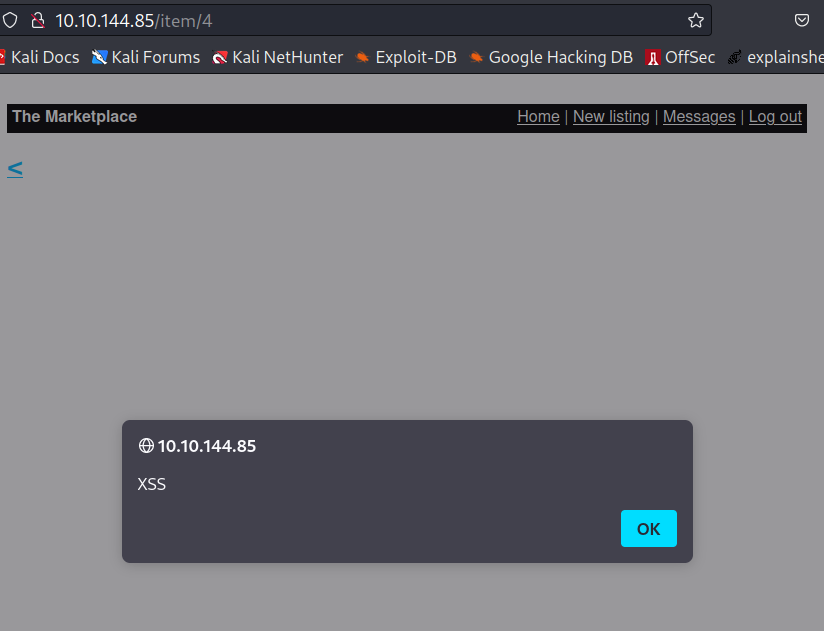 10.10.144.85/item/4
Kali Docs Kali Forums Kali NetHunter Exploit-DB Google Hacking DB OffSec explainshe
The Marketplace Home | New listing | Messages | Log out
<
10.10.144.85
XSS
OK